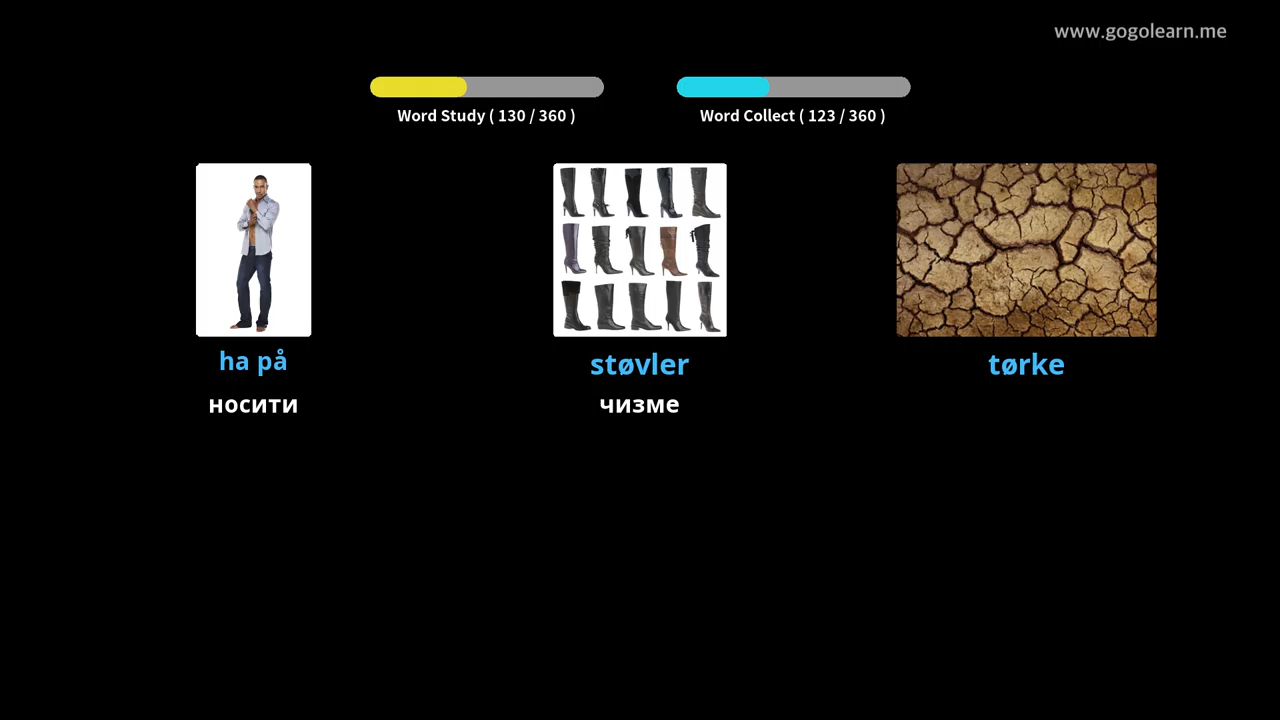 www.gogolearn.me
Word Study ( 130 / 360 )
Word Collect ( 123 / 360 )
ha på
støvler
tørke
носити
чизме